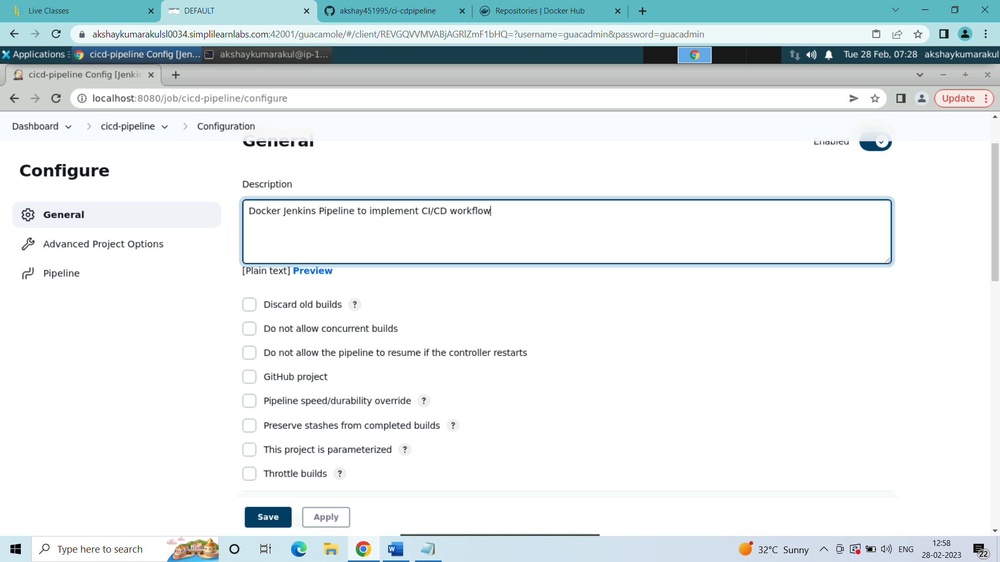 Live Classes
DEFAULT
akshay451995/ci-cdpipeline
Repositories | Docker Hub
akshaykumarakulsl0034.simplilearnlabs.com:42001/guacamole/#/client/REVGQVVMVABjAGRlZmF1bHQ=?username=guacadmin&password=guacadmin
Applications
cicd-pipeline Config [Jen...
akshaykumarakul@ip-1...
Tue 28 Feb, 07:28
akshaykumarakul
cicd-pipeline Config [Jenkin
localhost:8080/job/cicd-pipeline/configure
Update
Dashboard
cicd-pipeline
Configuration
General
Enabled
Configure
General
Advanced Project Options
Pipeline
Description
Docker Jenkins Pipeline to implement CI/CD workflow
[Plain text] Preview
Discard old builds ?
Do not allow concurrent builds
Do not allow the pipeline to resume if the controller restarts
GitHub project
Pipeline speed/durability override ?
Preserve stashes from completed builds ?
This project is parameterized ?
Throttle builds ?
Save
Apply
Type here to search
32°C Sunny
ENG
12:58
28-02-2023
22